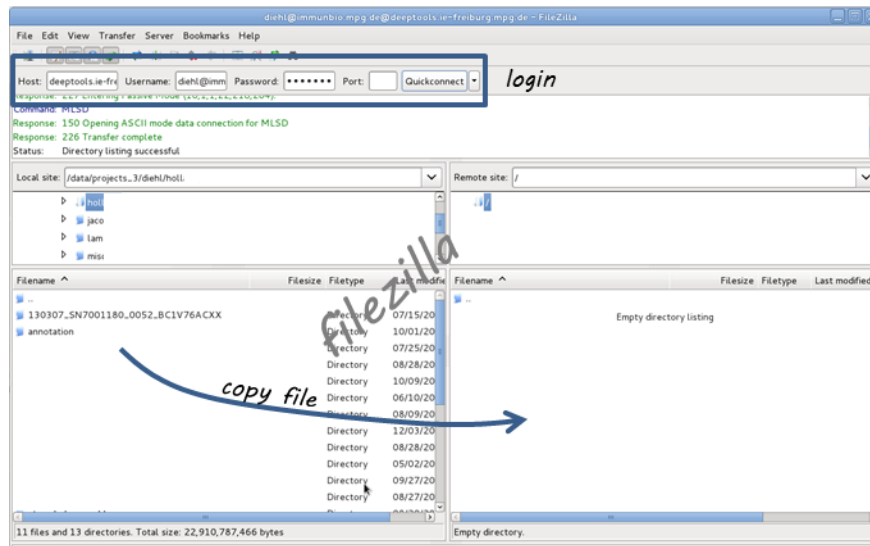 diehl@immunbio.mpg.de@deeptools.ie-freiburg.mpg.de - FileZilla
File Edit View Transfer Server Bookmarks Help
Host: deeptools.ie-fre Username: diehl@imm Password: ••••••• Port: Quickconnect
login
Response: 227 Entering Passive Mode
Command: MLSD
Response: 150 Opening ASCII mode data connection for MLSD
Response: 226 Transfer complete
Status: Directory listing successful
Local site: /data/projects_3/diehl/holl Remote site: /
holl /
jaco
lam
misc
Filename Filesize Filetype Last modifie Filename Filesize Filetype Last modified
.. ..
130307_SN7001180_0052_BC1V76ACXX Directory 07/15/20 Empty directory listing
annotation Directory 10/01/20
Directory 07/25/20
Directory 08/28/20
Directory 10/09/20
Directory 06/10/20
Directory 08/09/20
Directory 12/03/20
Directory 08/28/20
Directory 05/02/20
Directory 09/27/20
Directory 08/27/20
filezilla
copy file
11 files and 13 directories. Total size: 22,910,787,466 bytes Empty directory.